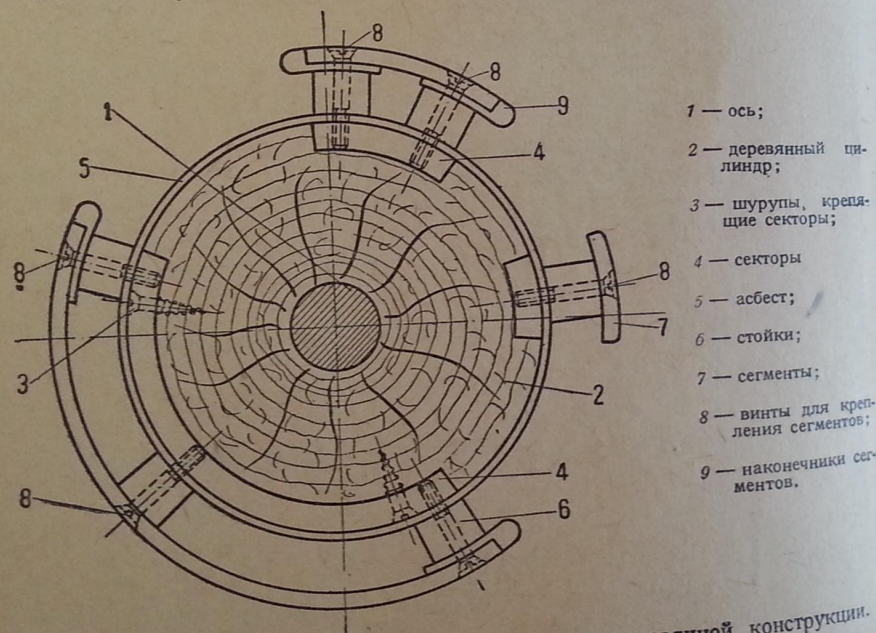 8
8
9
1
4
5
8
8
7
3
2
4
8
6
1 — ось;
2 — деревянный ци-
линдр;
3 — шурупы, крепя-
щие секторы;
4 — секторы
5 — асбест;
6 — стойки;
7 — сегменты;
8 — винты для креп-
ления сегментов;
9 — наконечники сег-
ментов.
конструкции.